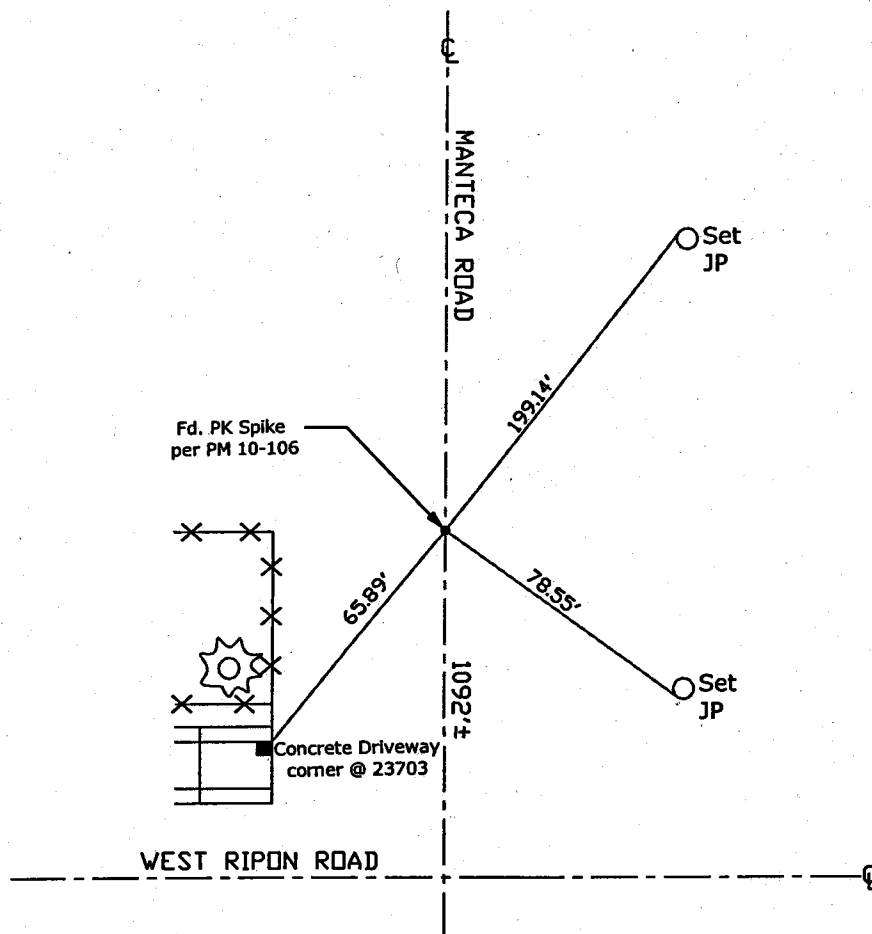 ℄
MANTECA ROAD
Set
JP
199.14'
Fd. PK Spike
per PM 10-106
65.89'
78.55'
1092'±
Set
JP
Concrete Driveway
corner @ 23703
WEST RIPON ROAD
℄